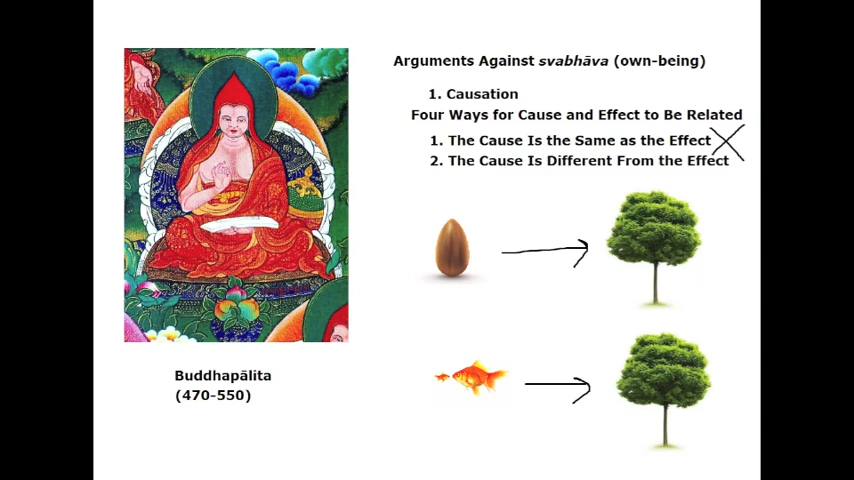 Arguments Against svabhāva (own-being)
1. Causation
Four Ways for Cause and Effect to Be Related
1. The Cause Is the Same as the Effect
2. The Cause Is Different From the Effect
Buddhapālita
(470-550)